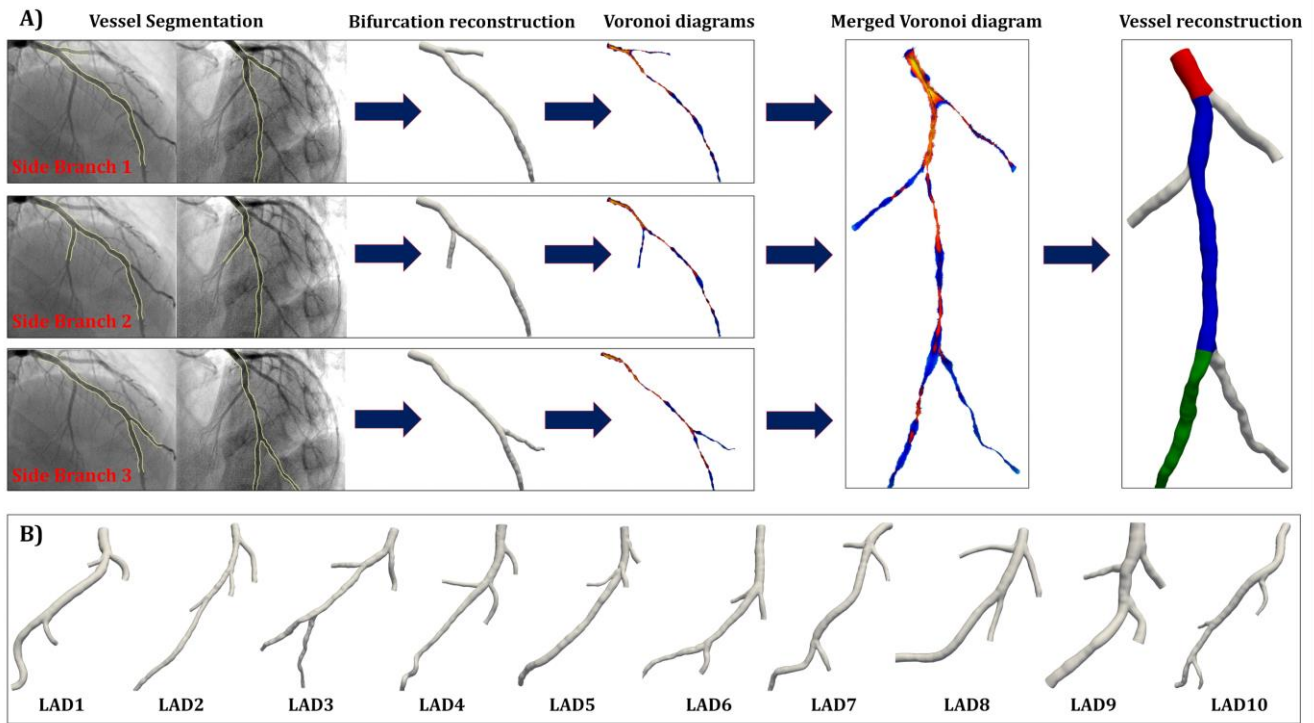 A)
Vessel Segmentation
Bifurcation reconstruction
Voronoi diagrams
Merged Voronoi diagram
Vessel reconstruction
Side Branch 1
Side Branch 2
Side Branch 3
B)
LAD1
LAD2
LAD3
LAD4
LAD5
LAD6
LAD7
LAD8
LAD9
LAD10